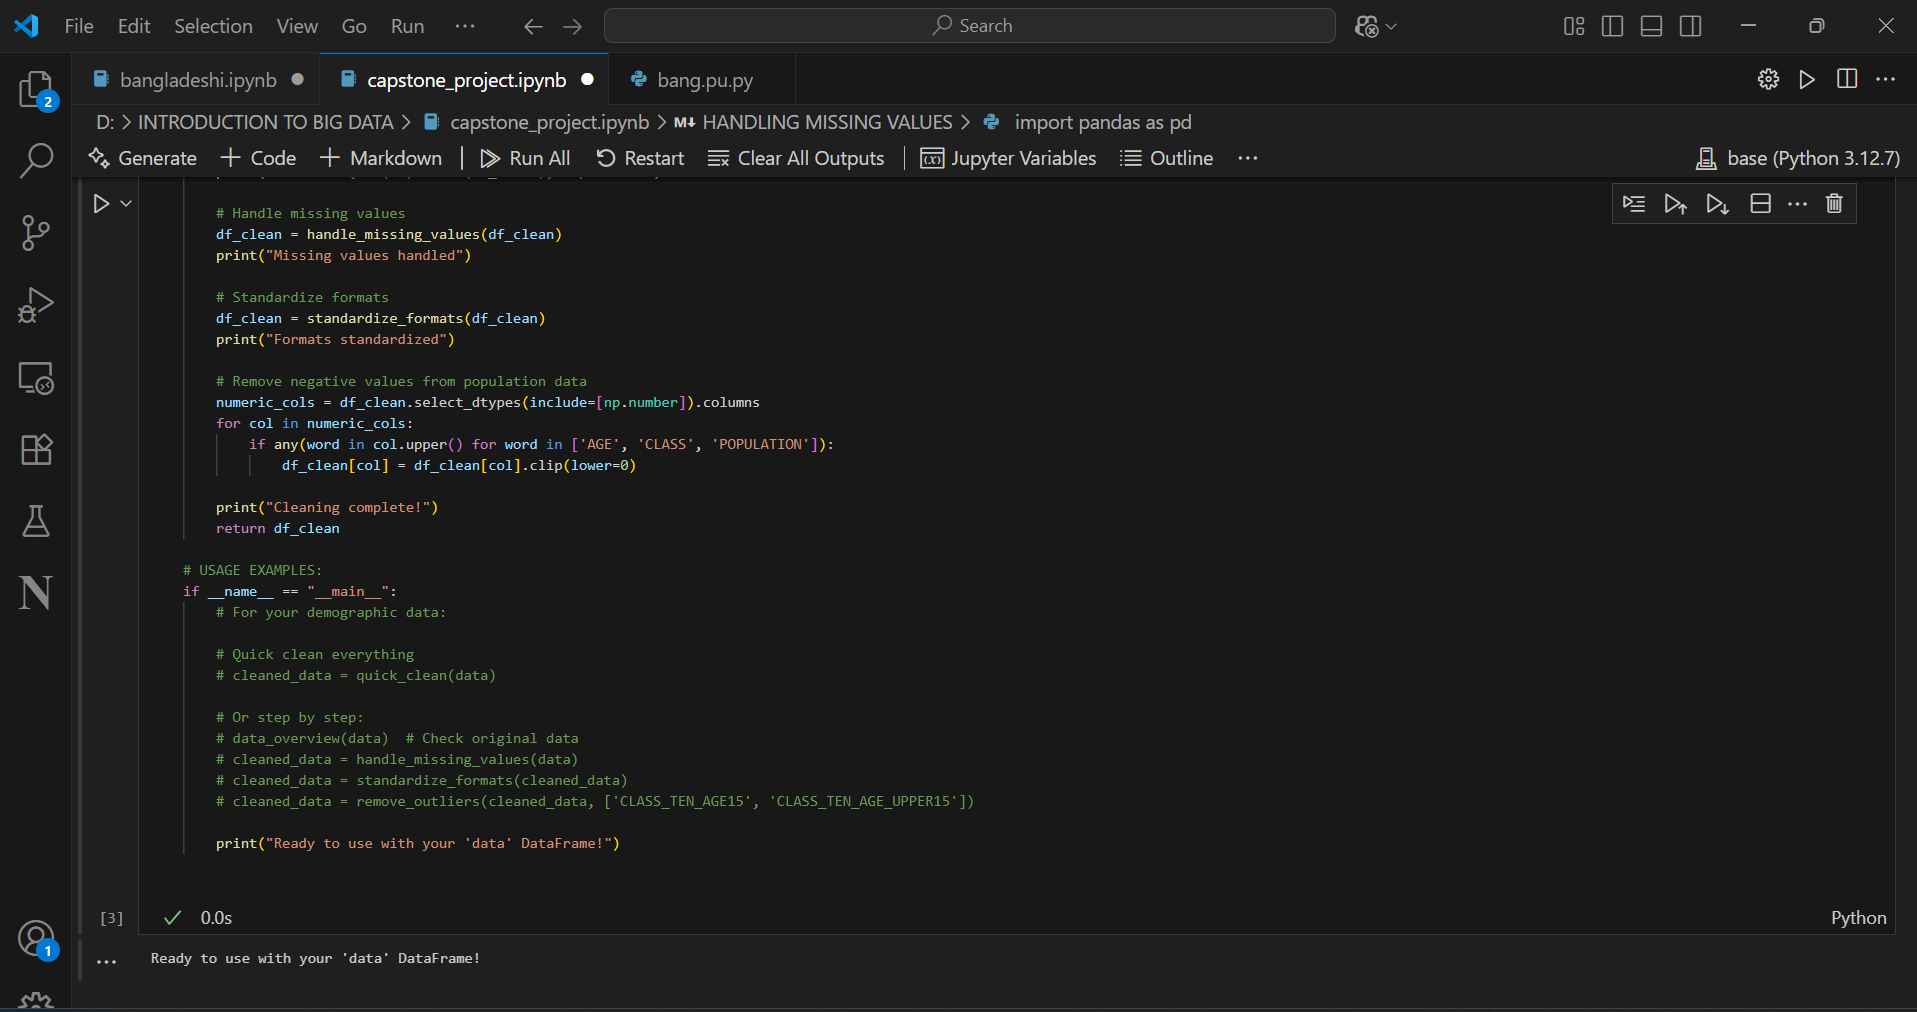 File Edit Selection View Go Run ··· Search
bangladeshi.ipynb capstone_project.ipynb bang.pu.py
2
D: > INTRODUCTION TO BIG DATA > capstone_project.ipynb > M↓ HANDLING MISSING VALUES > import pandas as pd
Generate + Code + Markdown Run All Restart Clear All Outputs Jupyter Variables Outline ··· base (Python 3.12.7)
# Handle missing values
df_clean = handle_missing_values(df_clean)
print("Missing values handled")
# Standardize formats
df_clean = standardize_formats(df_clean)
print("Formats standardized")
# Remove negative values from population data
numeric_cols = df_clean.select_dtypes(include=[np.number]).columns
for col in numeric_cols:
if any(word in col.upper() for word in ['AGE', 'CLASS', 'POPULATION']):
df_clean[col] = df_clean[col].clip(lower=0)
print("Cleaning complete!")
return df_clean
# USAGE EXAMPLES:
if __name__ == "__main__":
# For your demographic data:
# Quick clean everything
# cleaned_data = quick_clean(data)
# Or step by step:
# data_overview(data)  # Check original data
# cleaned_data = handle_missing_values(data)
# cleaned_data = standardize_formats(cleaned_data)
# cleaned_data = remove_outliers(cleaned_data, ['CLASS_TEN_AGE15', 'CLASS_TEN_AGE_UPPER15'])
print("Ready to use with your 'data' DataFrame!")
N
[3] ✓ 0.0s Python
1
··· Ready to use with your 'data' DataFrame!